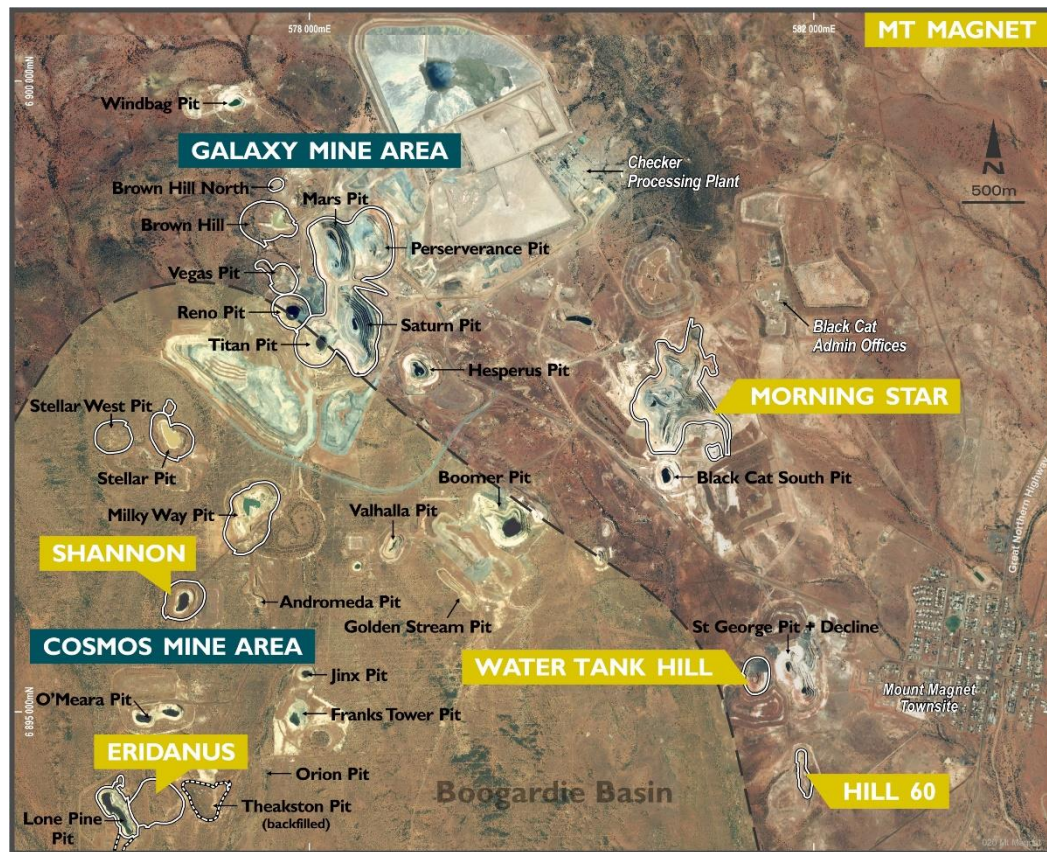 578 000mE
582 000mE
MT MAGNET
6 900 000mN
Windbag Pit
GALAXY MINE AREA
Checker
Processing Plant
N
500m
Brown Hill North
Mars Pit
Brown Hill
Perserverance Pit
Vegas Pit
Reno Pit
Saturn Pit
Titan Pit
Black Cat
Admin Offices
Hesperus Pit
MORNING STAR
Stellar West Pit
Stellar Pit
Boomer Pit
Black Cat South Pit
Milky Way Pit
Valhalla Pit
Great Northern Highway
SHANNON
Andromeda Pit
Golden Stream Pit
St George Pit + Decline
COSMOS MINE AREA
WATER TANK HILL
Jinx Pit
Mount Magnet
Townsite
O'Meara Pit
Franks Tower Pit
6 895 000mN
ERIDANUS
Orion Pit
Boogardie Basin
HILL 60
Theakston Pit
(backfilled)
Lone Pine
Pit